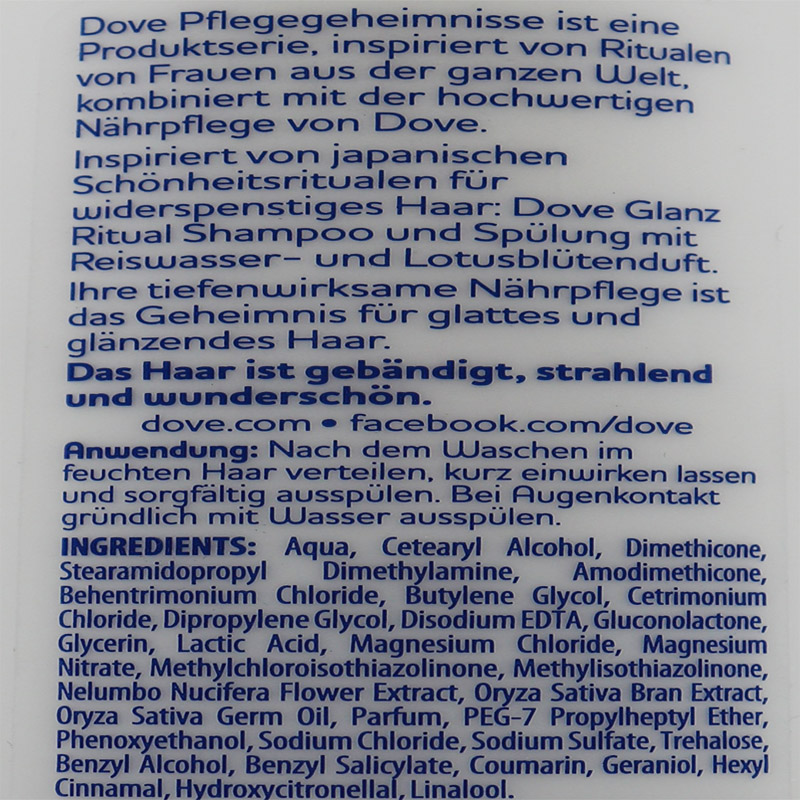 Dove Pflegegeheimnisse ist eine
Produktserie, inspiriert von Ritualen
von Frauen aus der ganzen Welt,
kombiniert mit der hochwertigen
Nährpflege von Dove.
Inspiriert von japanischen
Schönheitsritualen für
widerspenstiges Haar: Dove Glanz
Ritual Shampoo und Spülung mit
Reiswasser- und Lotusblütenduft.
Ihre tiefenwirksame Nährpflege ist
das Geheimnis für glattes und
glänzendes Haar.
Das Haar ist gebändigt, strahlend
und wunderschön.
dove.com • facebook.com/dove
Anwendung: Nach dem Waschen im
feuchten Haar verteilen, kurz einwirken lassen
und sorgfältig ausspülen. Bei Augenkontakt
gründlich mit Wasser ausspülen.
INGREDIENTS: Aqua, Cetearyl Alcohol, Dimethicone,
Stearamidopropyl Dimethylamine, Amodimethicone,
Behentrimonium Chloride, Butylene Glycol, Cetrimonium
Chloride, Dipropylene Glycol, Disodium EDTA, Gluconolactone,
Glycerin, Lactic Acid, Magnesium Chloride, Magnesium
Nitrate, Methylchloroisothiazolinone, Methylisothiazolinone,
Nelumbo Nucifera Flower Extract, Oryza Sativa Bran Extract,
Oryza Sativa Germ Oil, Parfum, PEG-7 Propylheptyl Ether,
Phenoxyethanol, Sodium Chloride, Sodium Sulfate, Trehalose,
Benzyl Alcohol, Benzyl Salicylate, Coumarin, Geraniol, Hexyl
Cinnamal, Hydroxycitronellal, Linalool.